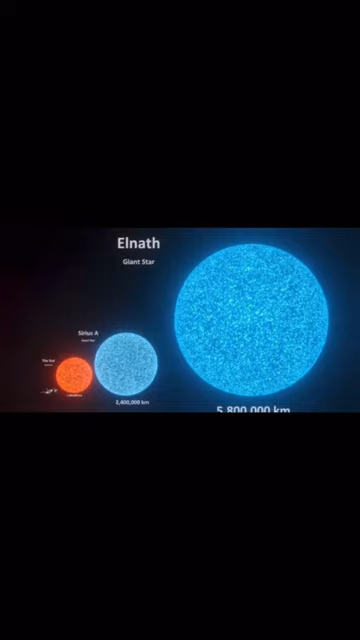 Elnath
Giant Star
Sirius A
The Sun
2,400,000 km
5,800,000 km